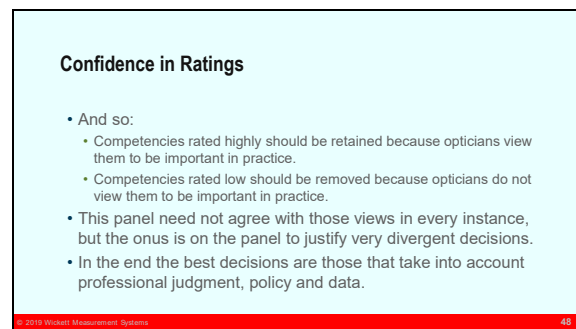 Confidence in Ratings
• And so:
• Competencies rated highly should be retained because opticians view
them to be important in practice.
• Competencies rated low should be removed because opticians do not
view them to be important in practice.
• This panel need not agree with those views in every instance,
but the onus is on the panel to justify very divergent decisions.
• In the end the best decisions are those that take into account
professional judgment, policy and data.
© 2019 Wickett Measurement Systems
48